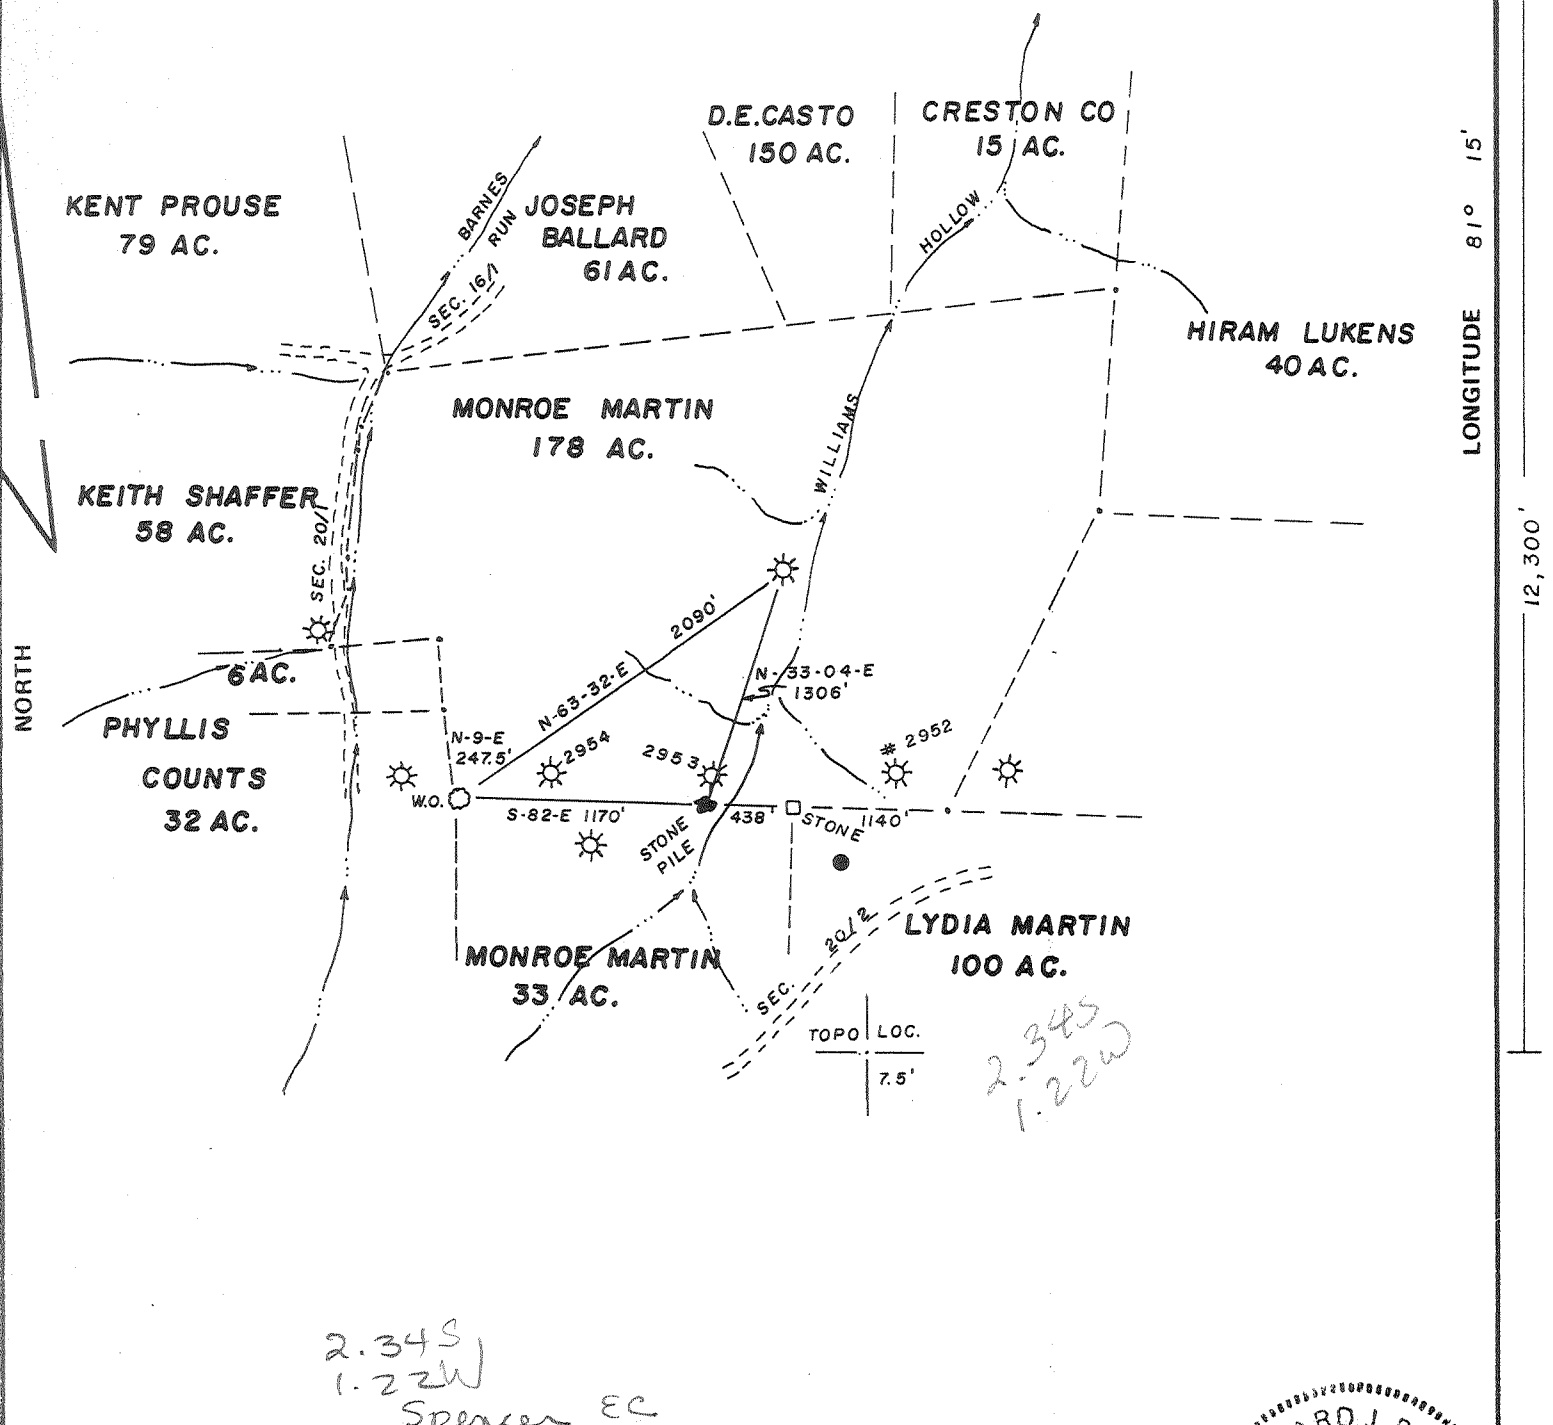 D.E.CASTO
150 AC.
CRESTON CO
15 AC.
LONGITUDE 81° 15'
KENT PROUSE
79 AC.
BARNES
RUN
JOSEPH
BALLARD
61 AC.
SEC. 16/1
HOLLOW
HIRAM LUKENS
40 AC.
MONROE MARTIN
178 AC.
WILLIAMS
KEITH SHAFFER
58 AC.
SEC. 20/1
12,300'
2090'
N-63-32-E
N-33-04-E
1306'
NORTH
6 AC.
PHYLLIS
COUNTS
32 AC.
N-9-E
247.5'
2954
2953
# 2952
W.O.
S-82-E 1170'
438'
STONE
1140'
STONE
PILE
20/2
SEC.
LYDIA MARTIN
100 AC.
MONROE MARTIN
33 AC.
TOPO LOC.
7.5'
2.34S
1.22W
2.34S
1.22W
Spencer EC